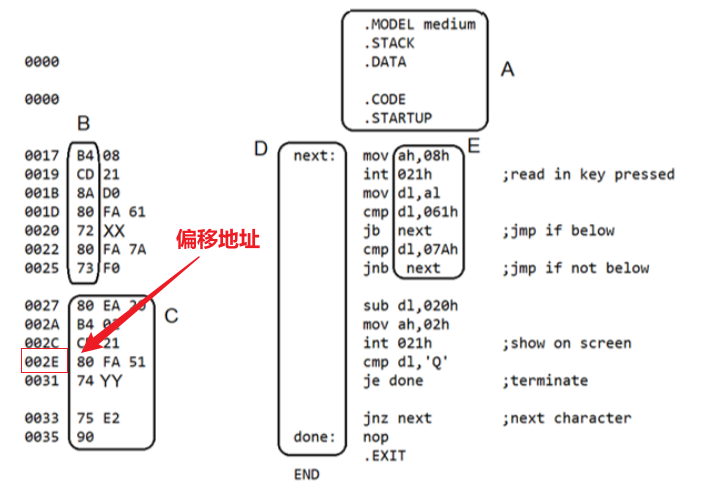 .MODEL medium
.STACK
0000 .DATA
A
0000 .CODE
.STARTUP
B
D E
0017 B4 08 next: mov ah,08h
0019 CD 21 int 021h ;read in key pressed
001B 8A D0 mov dl,al
001D 80 FA 61 cmp dl,061h
0020 72 XX jb next ;jmp if below
偏移地址
0022 80 FA 7A cmp dl,07Ah
0025 73 F0 jnb next ;jmp if not below
0027 80 EA sub dl,020h
C
002A B4 mov ah,02h
002C 21 int 021h ;show on screen
002E 80 FA 51 cmp dl,'Q'
0031 74 YY je done ;terminate
0033 75 E2 jnz next ;next character
0035 90 done: nop
.EXIT
END